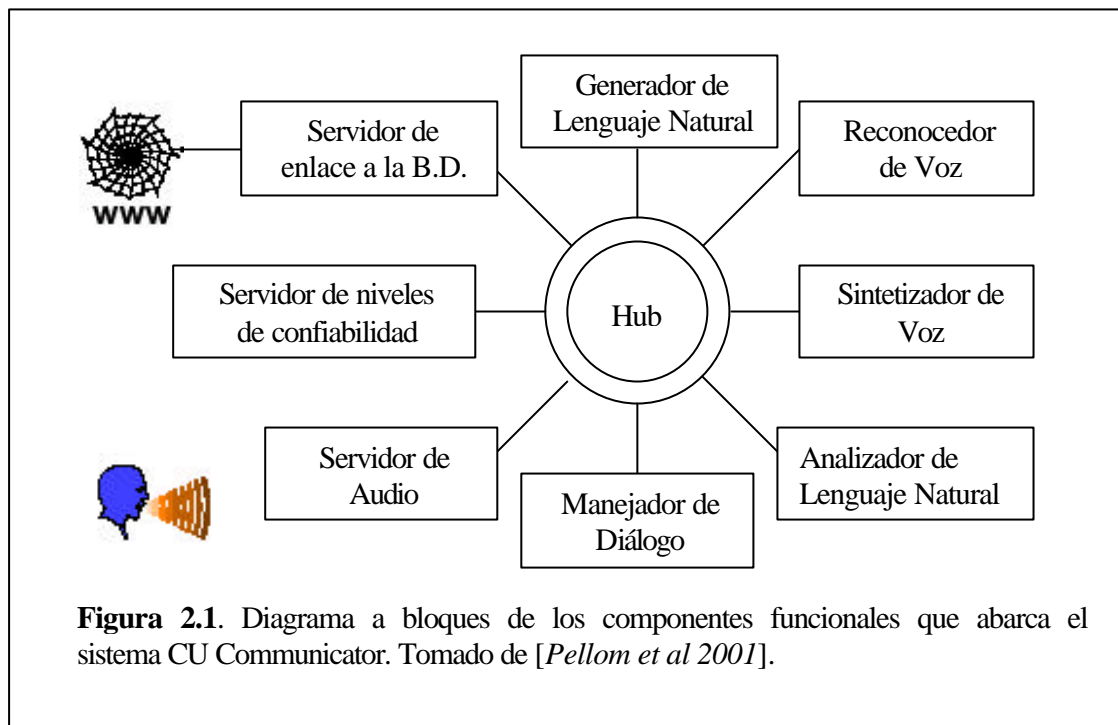 Generador de
Lenguaje Natural
Servidor de
enlace a la B.D.
Reconocedor
de Voz
WWW
Servidor de niveles
de confiabilidad
Hub
Sintetizador de
Voz
Servidor de
Audio
Manejador de
Diálogo
Analizador de
Lenguaje Natural
Figura 2.1. Diagrama a bloques de los componentes funcionales que abarca el
sistema CU Communicator. Tomado de [Pellom et al 2001].